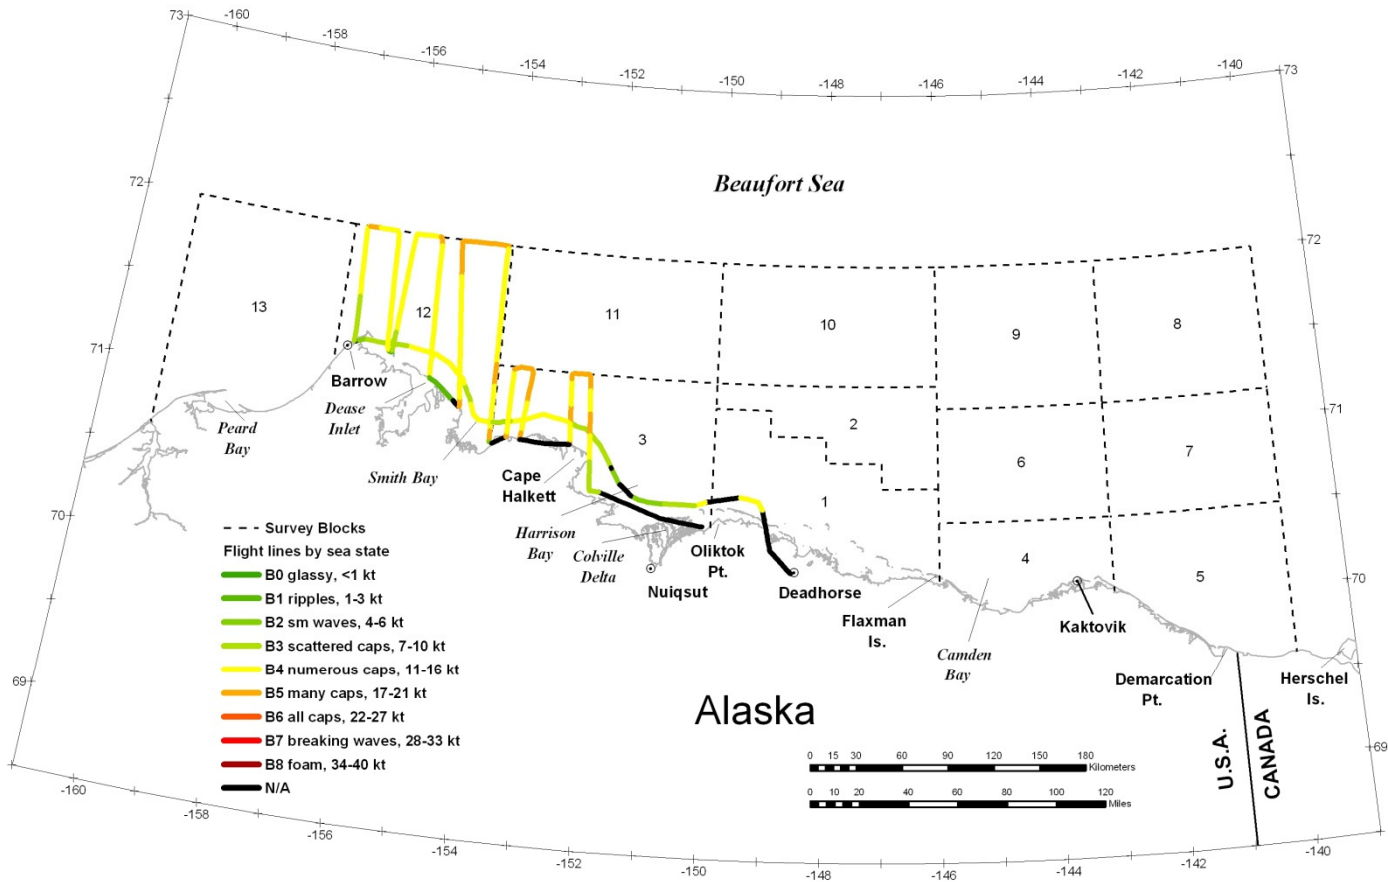 73
-160
-158
-156
-154
-152
-150
-148
-146
-144
-142
-140
73
72
Beaufort Sea
72
13
12
11
10
9
8
71
Barrow
Dease
Inlet
Peard
Bay
Smith Bay
3
2
71
6
7
Cape
Halkett
1
70
Survey Blocks
Flight lines by sea state
B0 glassy, <1 kt
B1 ripples, 1-3 kt
B2 sm waves, 4-6 kt
B3 scattered caps, 7-10 kt
B4 numerous caps, 11-16 kt
B5 many caps, 17-21 kt
B6 all caps, 22-27 kt
B7 breaking waves, 28-33 kt
B8 foam, 34-40 kt
N/A
Harrison
Bay
Colville
Delta
Oliktok
Pt.
Nuiqsut
Deadhorse
Flaxman
Is.
4
5
70
Kaktovik
Camden
Bay
Demarcation
Pt.
Herschel
Is.
69
Alaska
U.S.A.
CANADA
69
0 15 30 60 90 120 150 180
Kilometers
0 10 20 40 60 80 100 120
Miles
-160
-158
-156
-154
-152
-150
-148
-146
-144
-142
-140